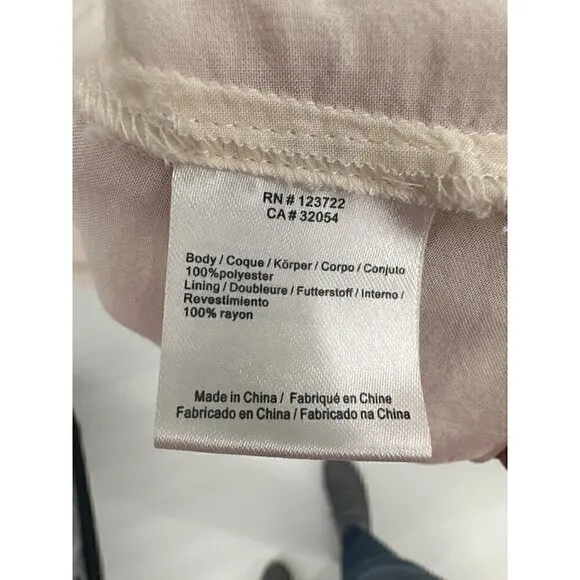 RN # 123722
CA # 32054
Body / Coque / Körper / Corpo / Conjuto
100%polyester
Lining / Doubleure / Futterstoff / Interno /
Revestimiento
100% rayon
Made in China / Fabriqué en Chine
Fabricado en China / Fabricado na China